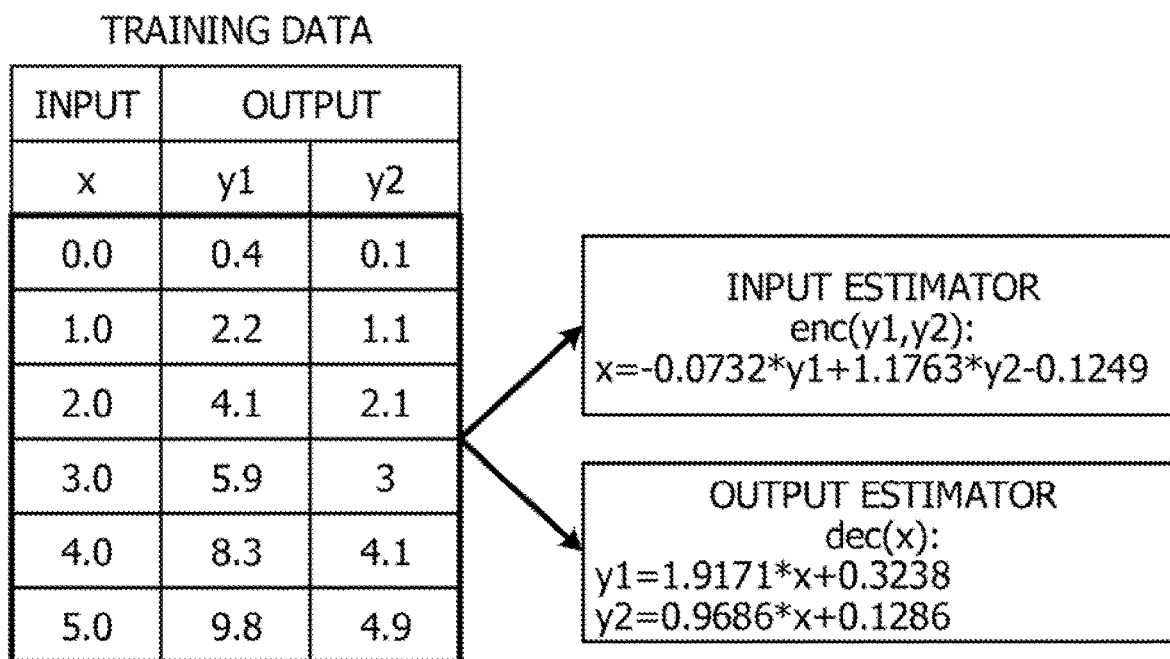 TRAINING DATA
INPUT OUTPUT
x y1 y2
0.0 0.4 0.1
1.0 2.2 1.1
2.0 4.1 2.1
3.0 5.9 3
4.0 8.3 4.1
5.0 9.8 4.9
INPUT ESTIMATOR
enc(y1,y2):
x=-0.0732*y1+1.1763*y2-0.1249
OUTPUT ESTIMATOR
dec(x):
y1=1.9171*x+0.3238
y2=0.9686*x+0.1286